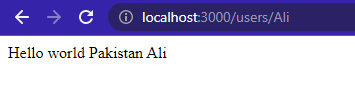 localhost:3000/users/Ali
Hello world Pakistan Ali